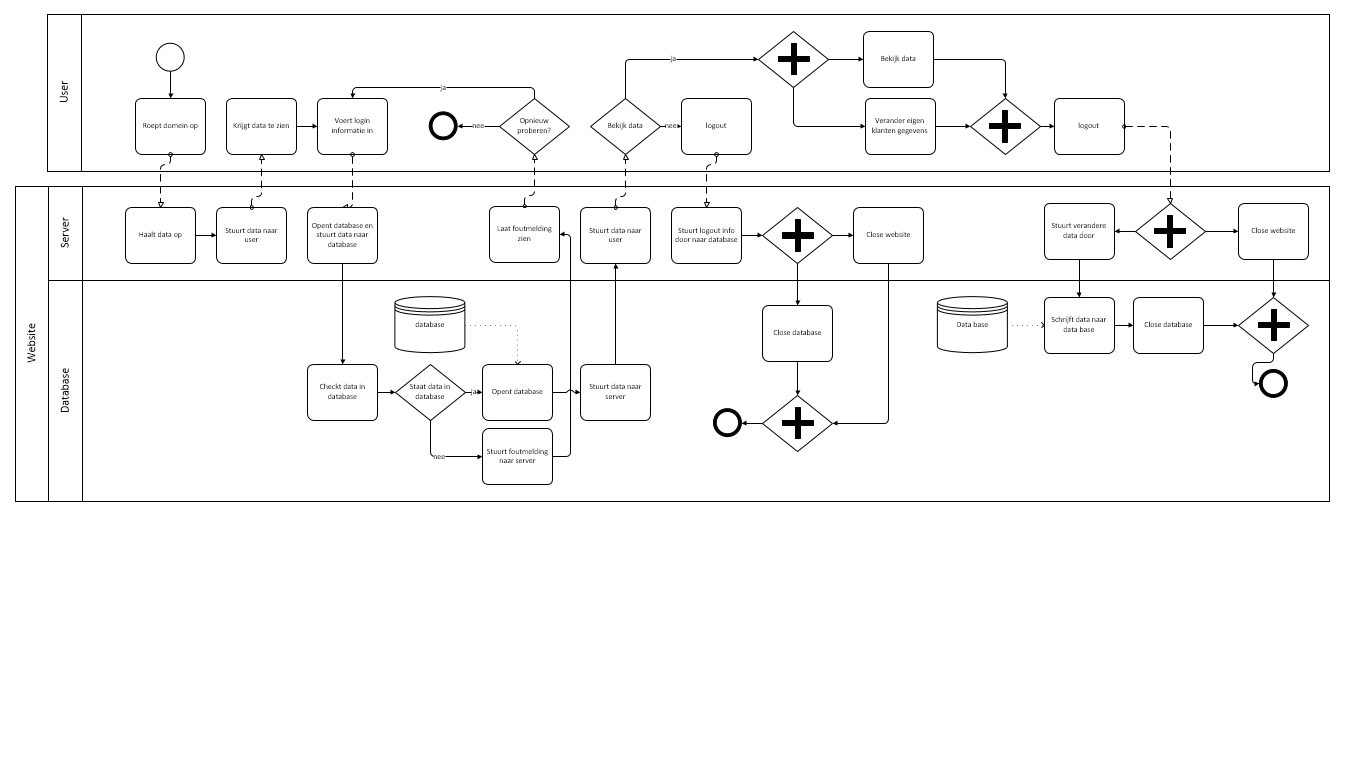 User
Roept domein op
Krijgt data te zien
Voert login
informatie in
ja
nee
Opnieuw
proberen?
Bekijk data
ja
nee
logout
Bekijk data
Verander eigen
klanten gegevens
logout
Website
Server
Haalt data op
Stuurt data naar
user
Opent database en
stuurt data naar
database
Laat foutmelding
zien
Stuurt data naar
user
Stuurt logout info
door naar database
Close website
Stuurt verandere
data door
Close website
Database
database
Checkt data in
database
Staat data in
database
ja
nee
Opent database
Stuurt foutmelding
naar server
Stuurt data naar
server
Close database
Data base
Schrijft data naar
data base
Close database